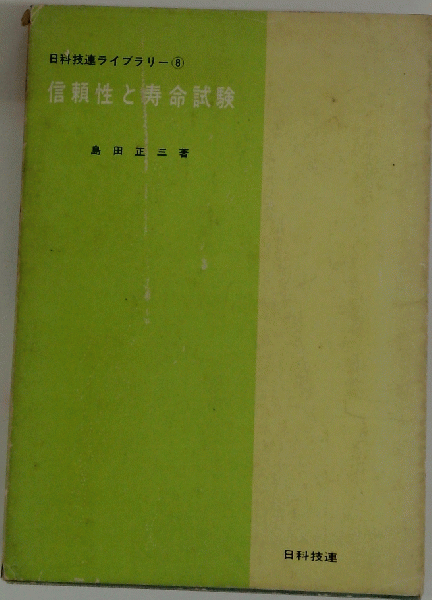 日科技連ライブラリー⑧
信頼性と寿命試験
島田正三著
日科技連